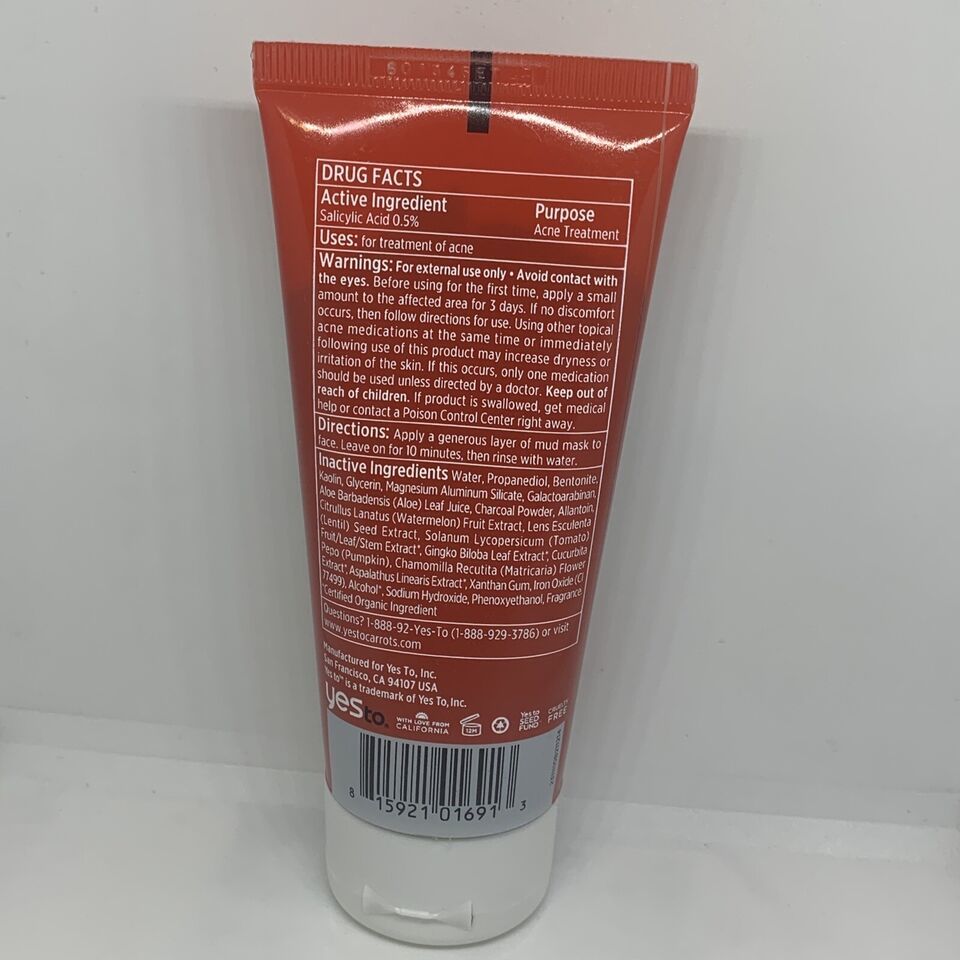 DRUG FACTS
Active Ingredient Purpose
Salicylic Acid 0.5% Acne Treatment
Uses: for treatment of acne
Warnings: For external use only • Avoid contact with
the eyes. Before using for the first time, apply a small
amount to the affected area for 3 days. If no discomfort
occurs, then follow directions for use. Using other topical
acne medications at the same time or immediately
following use of this product may increase dryness or
irritation of the skin. If this occurs, only one medication
should be used unless directed by a doctor. Keep out of
reach of children. If product is swallowed, get medical
help or contact a Poison Control Center right away.
Directions: Apply a generous layer of mud mask to
face. Leave on for 10 minutes, then rinse with water.
Inactive Ingredients Water, Propanediol, Bentonite,
Kaolin, Glycerin, Magnesium Aluminum Silicate, Galactoarabinan,
Aloe Barbadensis (Aloe) Leaf Juice, Charcoal Powder, Allantoin,
Citrullus Lanatus (Watermelon) Fruit Extract, Lens Esculenta
(Lentil) Seed Extract, Solanum Lycopersicum (Tomato)
Fruit/Leaf/Stem Extract*, Gingko Biloba Leaf Extract*, Cucurbita
Pepo (Pumpkin), Chamomilla Recutita (Matricaria) Flower
Extract*, Aspalathus Linearis Extract*, Xanthan Gum, Iron Oxide (CI
77499), Alcohol*, Sodium Hydroxide, Phenoxyethanol, Fragrance
*Certified Organic Ingredient
Questions? 1-888-92-Yes-To (1-888-929-3786) or visit
www.yestocarrots.com
Manufactured for Yes To, Inc.
San Francisco, CA 94107 USA
Yes to™ is a trademark of Yes To, Inc.
yesto®
WITH LOVE FROM
CALIFORNIA
12M
Yes to
SEED
FUND
CRUELTY
FREE
8 15921 01691 3